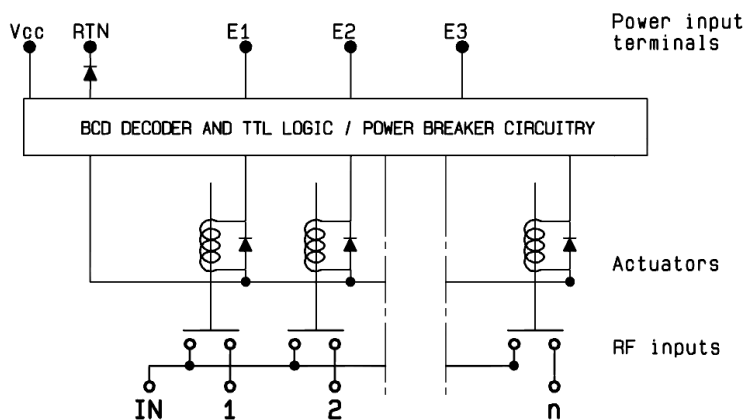 Vcc RTN E1 E2 E3 Power input
terminals
BCD DECODER AND TTL LOGIC / POWER BREAKER CIRCUITRY
Actuators
RF inputs
IN 1 2 n